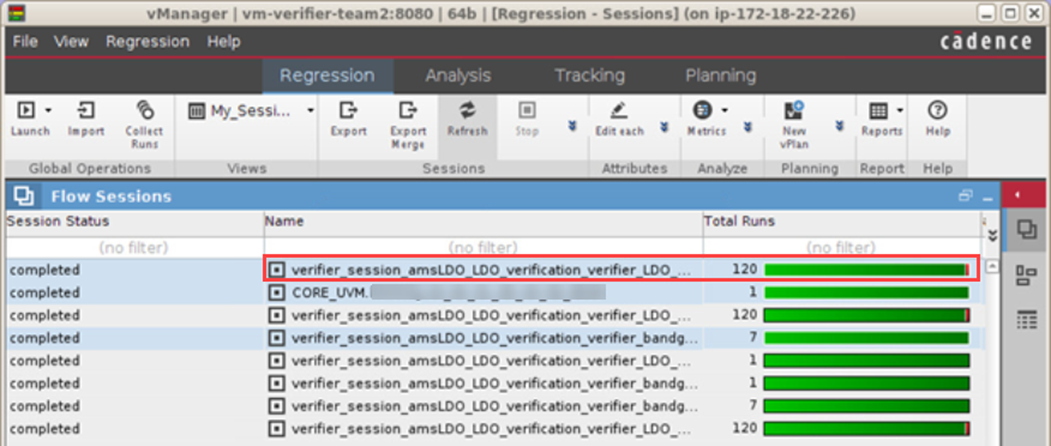 vManager | vm-verifier-team2:8080 | 64b | [Regression - Sessions] (on ip-172-18-22-226)
File View Regression Help cādence
Regression Analysis Tracking Planning
My_Sessi...
Launch Import Collect Runs Export Export Merge Refresh Stop Edit each Metrics New vPlan Reports Help
Global Operations Views Sessions Attributes Analyze Planning Report Help
Flow Sessions
Session Status Name Total Runs
(no filter) (no filter) (no filter)
completed verifier_session_amsLDO_LDO_verification_verifier_LDO_... 120
completed CORE_UVM. 1
completed verifier_session_amsLDO_LDO_verification_verifier_LDO_... 120
completed verifier_session_amsLDO_LDO_verification_verifier_bandg... 7
completed verifier_session_amsLDO_LDO_verification_verifier_LDO_... 1
completed verifier_session_amsLDO_LDO_verification_verifier_bandg... 1
completed verifier_session_amsLDO_LDO_verification_verifier_bandg... 7
completed verifier_session_amsLDO_LDO_verification_verifier_LDO_... 120